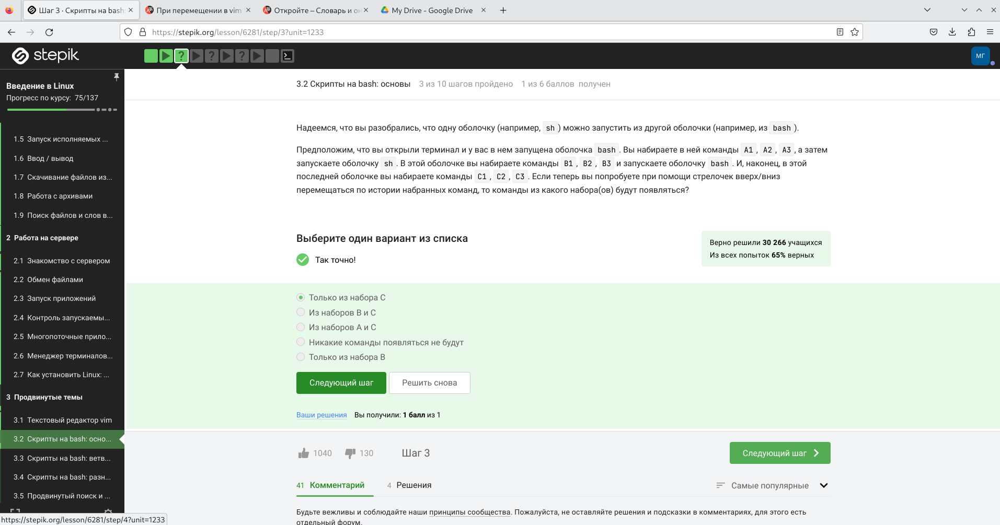 Шаг 3 · Скрипты на bash:
При перемещении в vim
Откройте – Словарь и он
My Drive - Google Drive
https://stepik.org/lesson/6281/step/3?unit=1233
stepik
МГ
Введение в Linux
Прогресс по курсу: 75/137
1.5 Запуск исполняемых ...
1.6 Ввод / вывод
1.7 Скачивание файлов из...
1.8 Работа с архивами
1.9 Поиск файлов и слов в...
2 Работа на сервере
2.1 Знакомство с сервером
2.2 Обмен файлами
2.3 Запуск приложений
2.4 Контроль запускаемы...
2.5 Многопоточные прило...
2.6 Менеджер терминалов...
2.7 Как установить Linux: ...
3 Продвинутые темы
3.1 Текстовый редактор vim
3.2 Скрипты на bash: осно...
3.3 Скрипты на bash: ветв...
3.4 Скрипты на bash: разн...
3.5 Продвинутый поиск и ...
https://stepik.org/lesson/6281/step/4?unit=1233
3.2 Скрипты на bash: основы 3 из 10 шагов пройдено 1 из 6 баллов получен
Надеемся, что вы разобрались, что одну оболочку (например, sh ) можно запустить из другой оболочки (например, из bash ).
Предположим, что вы открыли терминал и у вас в нем запущена оболочка bash . Вы набираете в ней команды A1 , A2 , A3 , а затем
запускаете оболочку sh . В этой оболочке вы набираете команды B1 , B2 , B3 и запускаете оболочку bash . И, наконец, в этой
последней оболочке вы набираете команды C1 , C2 , C3 . Если теперь вы попробуете при помощи стрелочек вверх/вниз
перемещаться по истории набранных команд, то команды из какого набора(ов) будут появляться?
Выберите один вариант из списка
Так точно!
Верно решили 30 266 учащихся
Из всех попыток 65% верных
Только из набора C
Из наборов B и C
Из наборов A и C
Никакие команды появляться не будут
Только из набора B
Следующий шаг
Решить снова
Ваши решения Вы получили: 1 балл из 1
1040 130 Шаг 3
Следующий шаг
41 Комментарий 4 Решения
Самые популярные
Будьте вежливы и соблюдайте наши принципы сообщества. Пожалуйста, не оставляйте решения и подсказки в комментариях, для этого есть
отдельный форум.